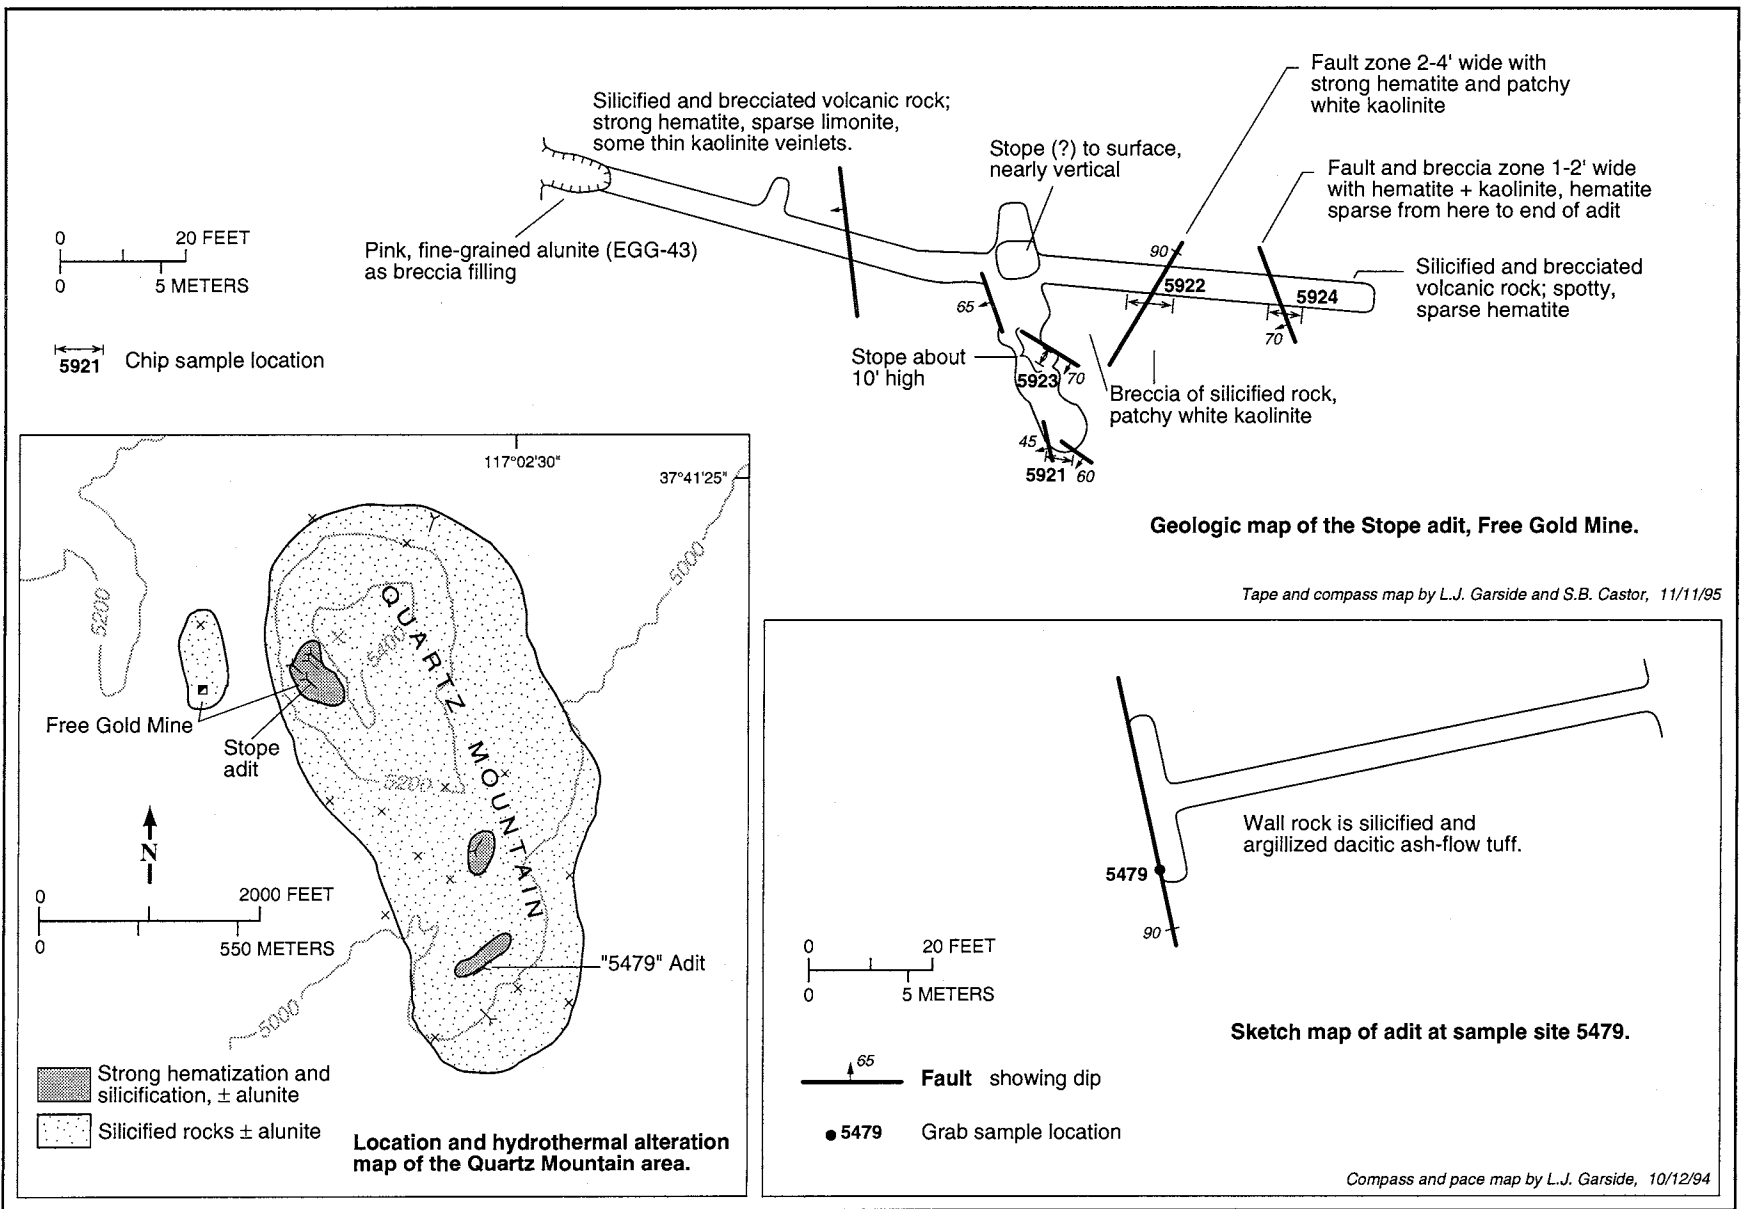 Fault zone 2-4' wide with
strong hematite and patchy
white kaolinite
Silicified and brecciated volcanic rock;
strong hematite, sparse limonite,
some thin kaolinite veinlets.
Stope (?) to surface,
nearly vertical
Fault and breccia zone 1-2' wide
with hematite + kaolinite, hematite
sparse from here to end of adit
0 20 FEET
0 5 METERS
Pink, fine-grained alunite (EGG-43)
as breccia filling
90
5922
5924
Silicified and brecciated
volcanic rock; spotty,
sparse hematite
65
70
5921 Chip sample location
Stope about
10' high
5923
70
Breccia of silicified rock,
patchy white kaolinite
45
5921
60
Geologic map of the Stope adit, Free Gold Mine.
Tape and compass map by L.J. Garside and S.B. Castor, 11/11/95
117°02'30"
37°41'25"
5000
5200
5400
QUARTZ MOUNTAIN
Free Gold Mine
Stope
adit
5200
N
0 2000 FEET
0 550 METERS
"5479" Adit
5000
Strong hematization and
silicification, ± alunite
Silicified rocks ± alunite
Location and hydrothermal alteration
map of the Quartz Mountain area.
Wall rock is silicified and
argillized dacitic ash-flow tuff.
5479
90
0 20 FEET
0 5 METERS
Sketch map of adit at sample site 5479.
65
Fault showing dip
5479 Grab sample location
Compass and pace map by L.J. Garside, 10/12/94